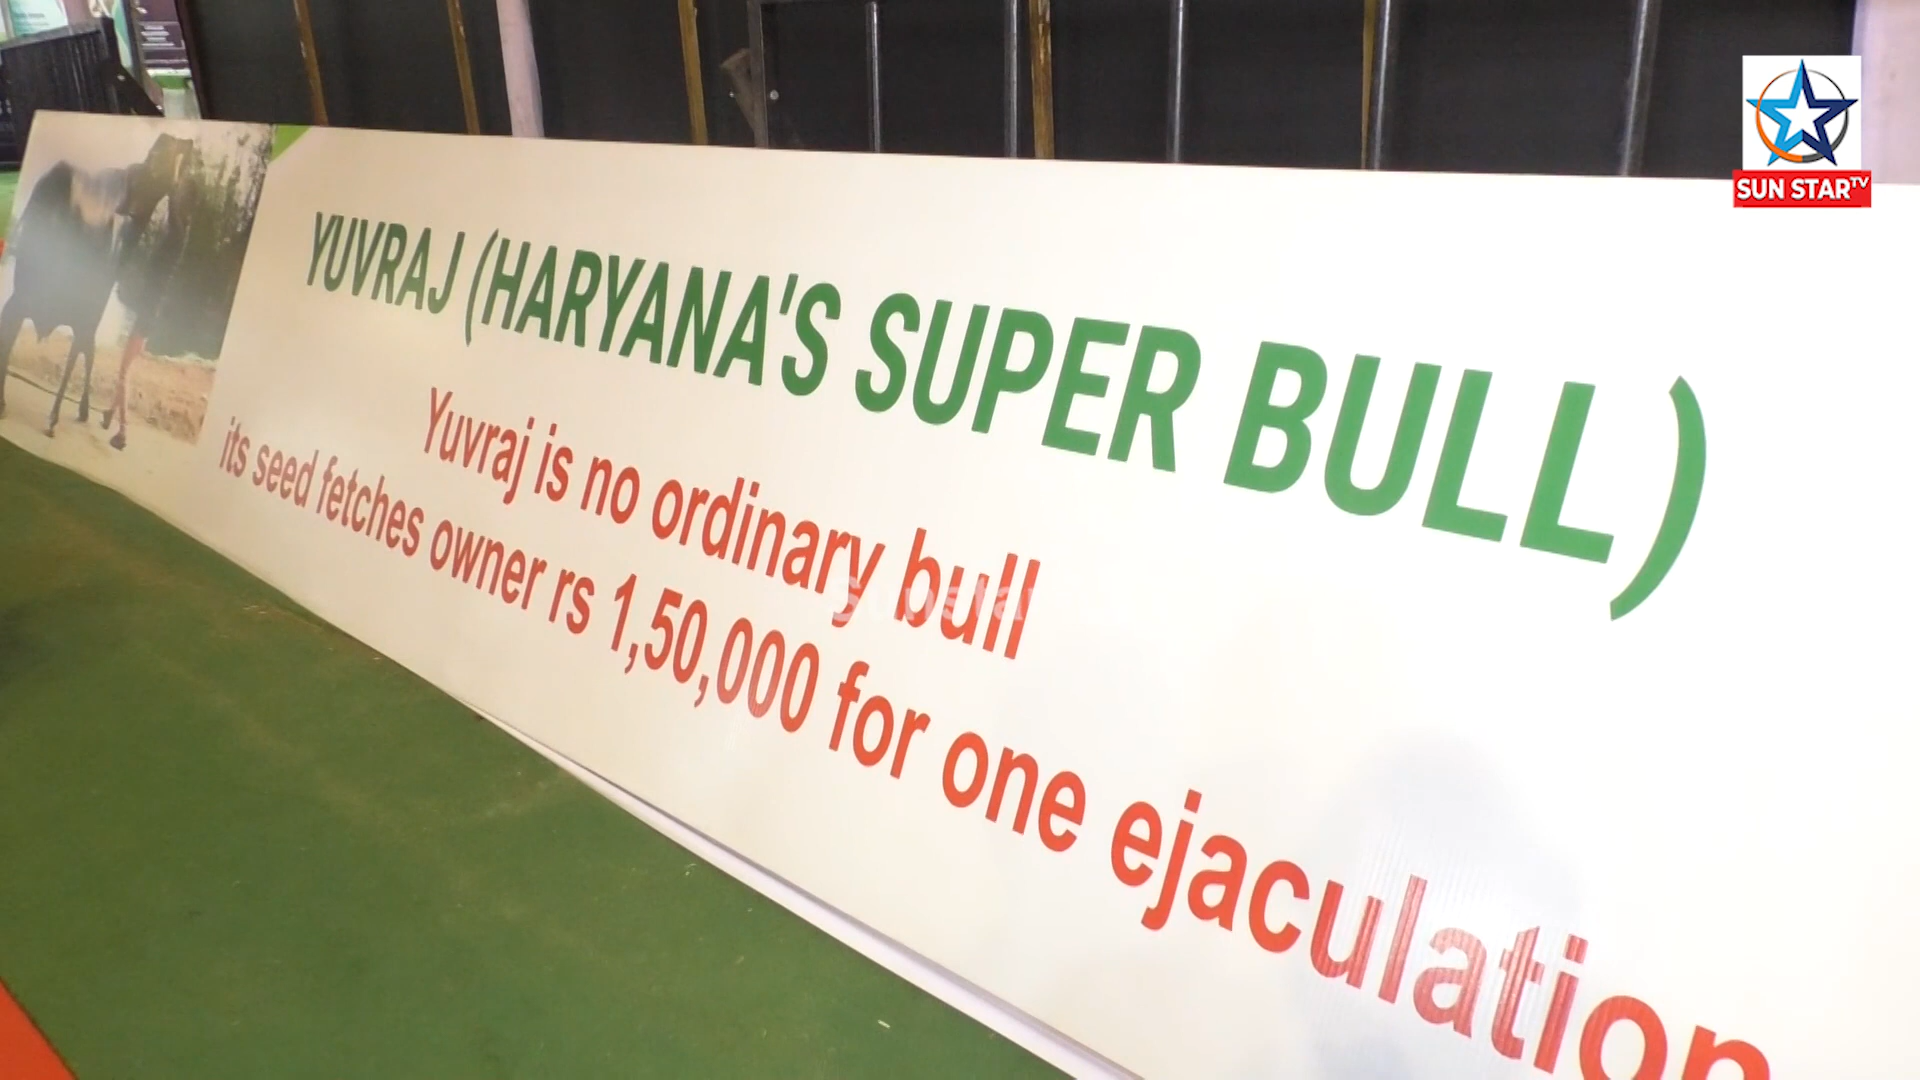 SUN STAR TV
YUVRAJ (HARYANA'S SUPER BULL)
Yuvraj is no ordinary bull
its seed fetches owner rs 1,50,000 for one ejaculation
Sunstar